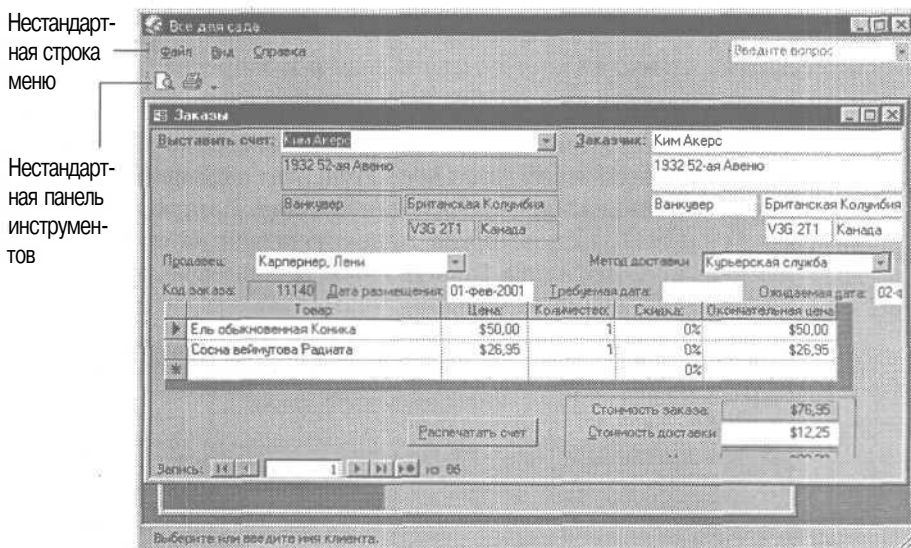 Нестандарт-
ная строка
меню
Нестандарт-
ная панель
инструмен-
тов
Все для сада
Файл Вид Справка
Введите вопрос
Заказы
Выставить счет: Ким Акерс Заказчик: Ким Акерс
1932 52-ая Авеню 1932 52-ая Авеню
Ванкувер Британская Колумбия Ванкувер Британская Колумбия
V3G 2T1 Канада V3G 2T1 Канада
Продавец: Карпернер, Лени Метод доставки Курьерская служба
Код заказа: 11140 Дата размещения: 01-фев-2001 Требуемая дата: Ожидаемая дата: 02-
Товар Цена: Количество: Скидка: Окончательная цена
Ель обыкновенная Коника $50,00 1 0% $50,00
Сосна веймутова Радиата $26,95 1 0% $26,95
0%
Стоимость заказа: $76,95
Распечатать счет Стоимость доставки $12,25
Запись: 1 из 66
Выберите или введите имя клиента.